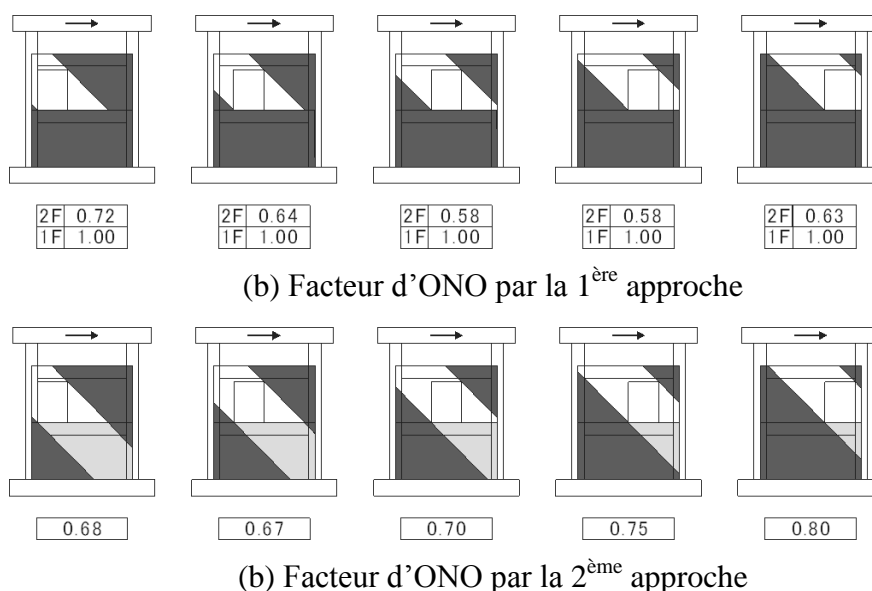 2F 0.72 2F 0.64 2F 0.58 2F 0.58 2F 0.63
1F 1.00 1F 1.00 1F 1.00 1F 1.00 1F 1.00
(b) Facteur d’ONO par la 1ère approche
0.68 0.67 0.70 0.75 0.80
(b) Facteur d’ONO par la 2ème approche